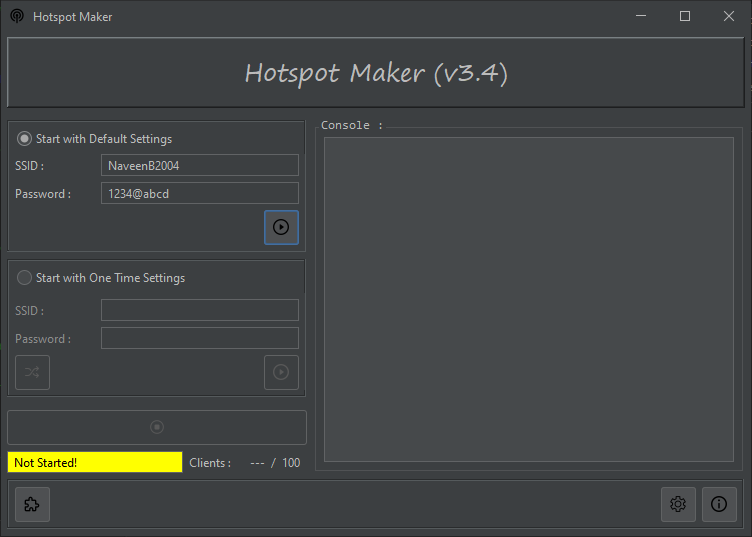 Hotspot Maker
Hotspot Maker (v3.4)
Start with Default Settings
SSID : NaveenB2004
Password : 1234@abcd
Start with One Time Settings
SSID :
Password :
Not Started! Clients : --- / 100
Console :